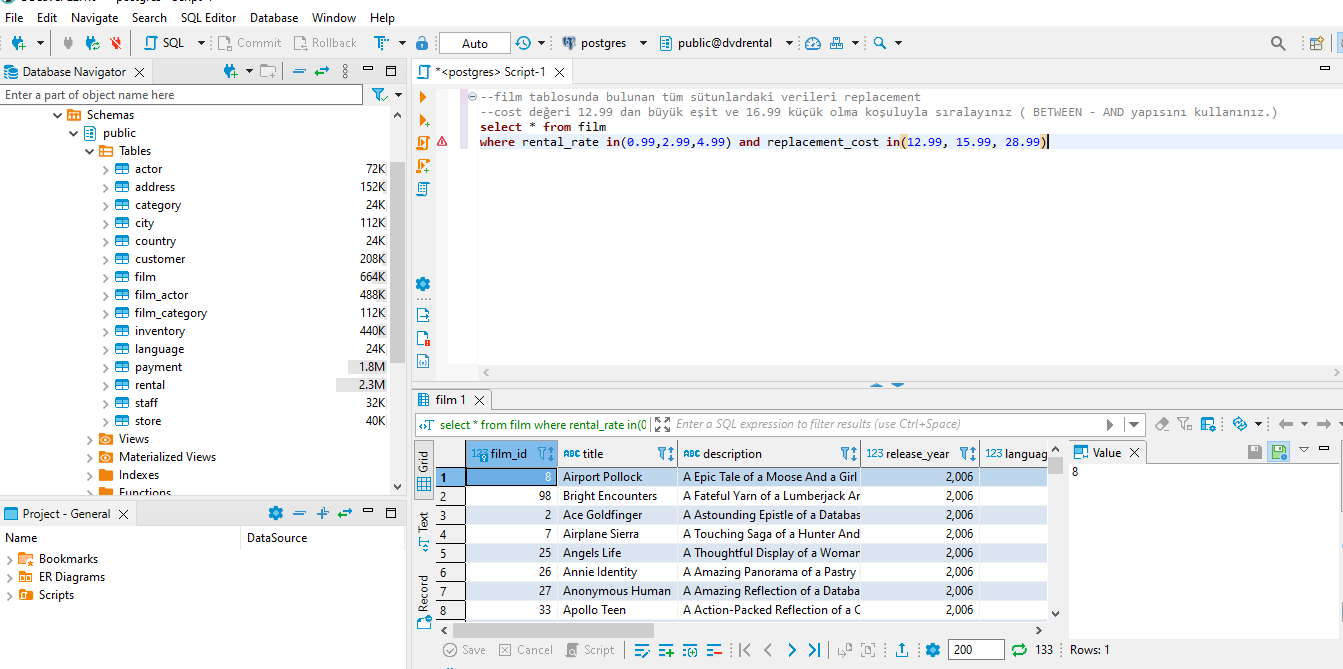 File Edit Navigate Search SQL Editor Database Window Help
SQL Commit Rollback Auto postgres public@dvdrental
Database Navigator
*<postgres> Script-1
Enter a part of object name here
Schemas
public
Tables
actor 72K
address 152K
category 24K
city 112K
country 24K
customer 208K
film 664K
film_actor 488K
film_category 112K
inventory 440K
language 24K
payment 1.8M
rental 2.3M
staff 32K
store 40K
Views
Materialized Views
Indexes
Functions
Project - General
Name DataSource
Bookmarks
ER Diagrams
Scripts
--film tablosunda bulunan tüm sütunlardaki verileri replacement
--cost değeri 12.99 dan büyük eşit ve 16.99 küçük olma koşuluyla sıralayınız ( BETWEEN - AND yapısını kullanınız.)
select * from film
where rental_rate in(0.99,2.99,4.99) and replacement_cost in(12.99, 15.99, 28.99)
film 1
select * from film where rental_rate in(0 Enter a SQL expression to filter results (use Ctrl+Space)
Grid
Text
Record
123 film_id ABC title ABC description 123 release_year 123 languag
1 8 Airport Pollock A Epic Tale of a Moose And a Girl 2,006
2 98 Bright Encounters A Fateful Yarn of a Lumberjack Ar 2,006
3 2 Ace Goldfinger A Astounding Epistle of a Databas 2,006
4 7 Airplane Sierra A Touching Saga of a Hunter And 2,006
5 25 Angels Life A Thoughtful Display of a Woman 2,006
6 26 Annie Identity A Amazing Panorama of a Pastry 2,006
7 27 Anonymous Human A Amazing Reflection of a Databa 2,006
8 33 Apollo Teen A Action-Packed Reflection of a C 2,006
Value
8
Save Cancel Script 200 133 Rows: 1